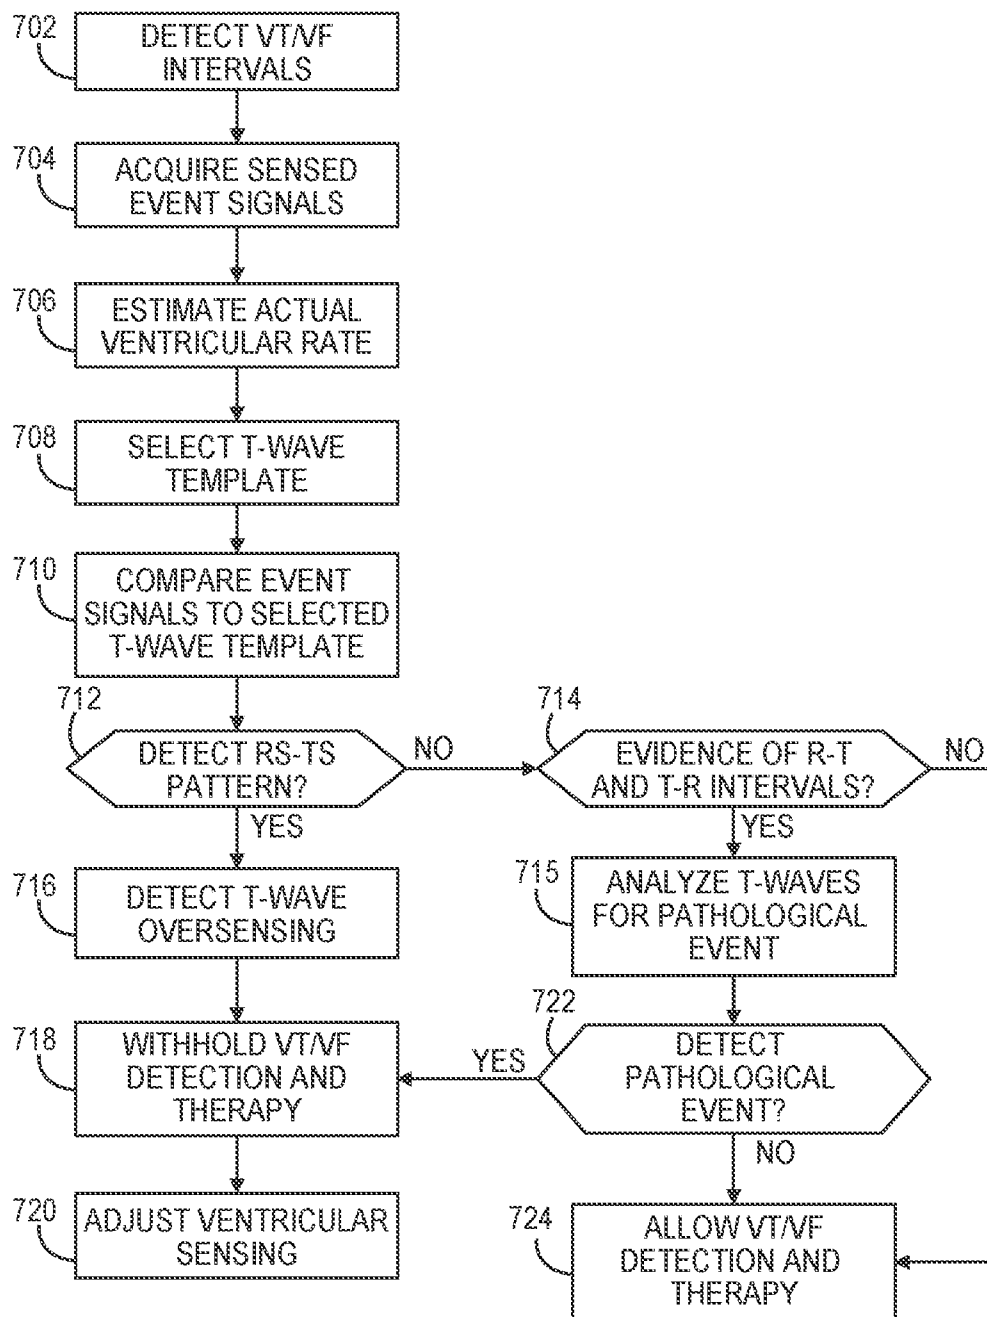 702
DETECT VT/VF
INTERVALS
704
ACQUIRE SENSED
EVENT SIGNALS
706
ESTIMATE ACTUAL
VENTRICULAR RATE
708
SELECT T-WAVE
TEMPLATE
710
COMPARE EVENT
SIGNALS TO SELECTED
T-WAVE TEMPLATE
712
DETECT RS-TS
PATTERN?
NO
YES
714
EVIDENCE OF R-T
AND T-R INTERVALS?
NO
YES
716
DETECT T-WAVE
OVERSENSING
715
ANALYZE T-WAVES
FOR PATHOLOGICAL
EVENT
718
WITHHOLD VT/VF
DETECTION AND
THERAPY
722
DETECT
PATHOLOGICAL
EVENT?
YES
NO
720
ADJUST VENTRICULAR
SENSING
724
ALLOW VT/VF
DETECTION AND
THERAPY